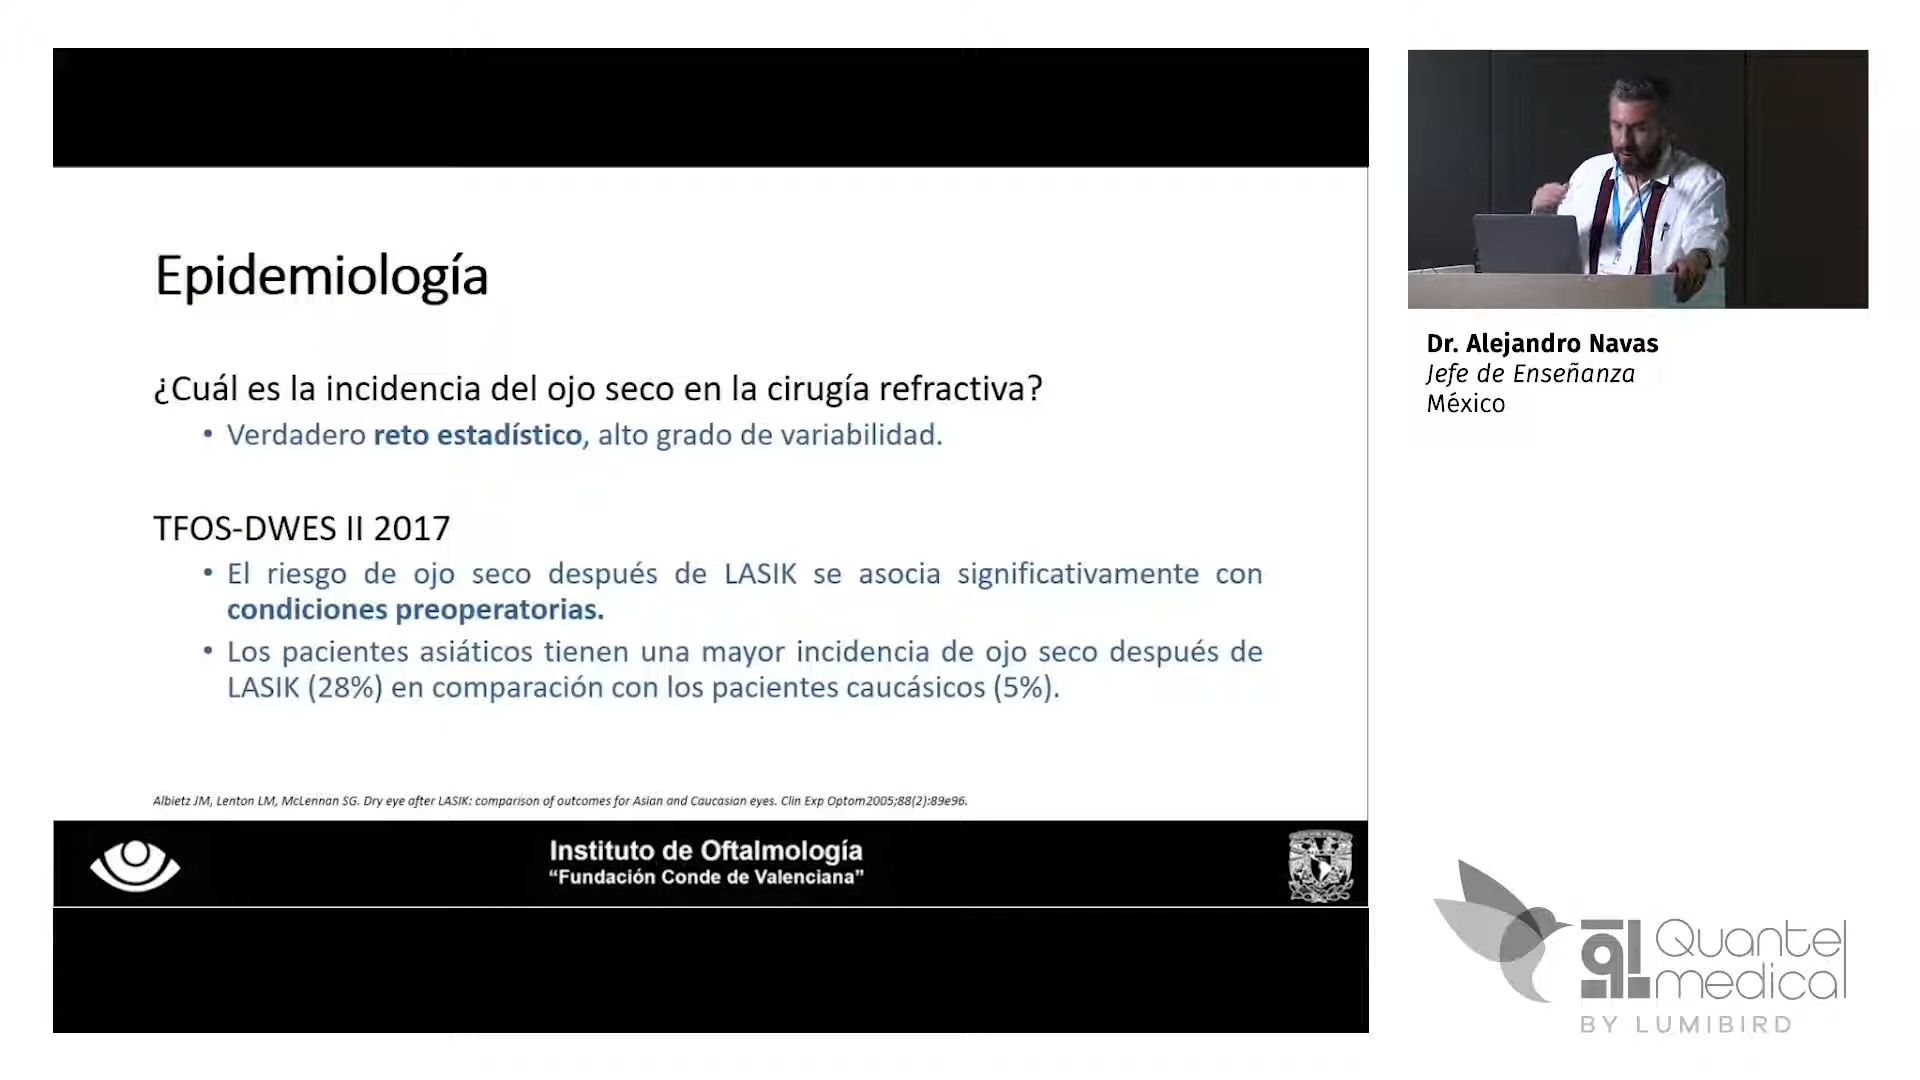 Epidemiología
¿Cuál es la incidencia del ojo seco en la cirugía refractiva?
• Verdadero reto estadístico, alto grado de variabilidad.
TFOS-DWES II 2017
• El riesgo de ojo seco después de LASIK se asocia significativamente con
condiciones preoperatorias.
• Los pacientes asiáticos tienen una mayor incidencia de ojo seco después de
LASIK (28%) en comparación con los pacientes caucásicos (5%).
Albietz JM, Lenton LM, McLennan SG. Dry eye after LASIK: comparison of outcomes for Asian and Caucasian eyes. Clin Exp Optom2005;88(2):89e96.
Instituto de Oftalmología
“Fundación Conde de Valenciana”
Dr. Alejandro Navas
Jefe de Enseñanza
México
Quantel
medical
BY LUMIBIRD